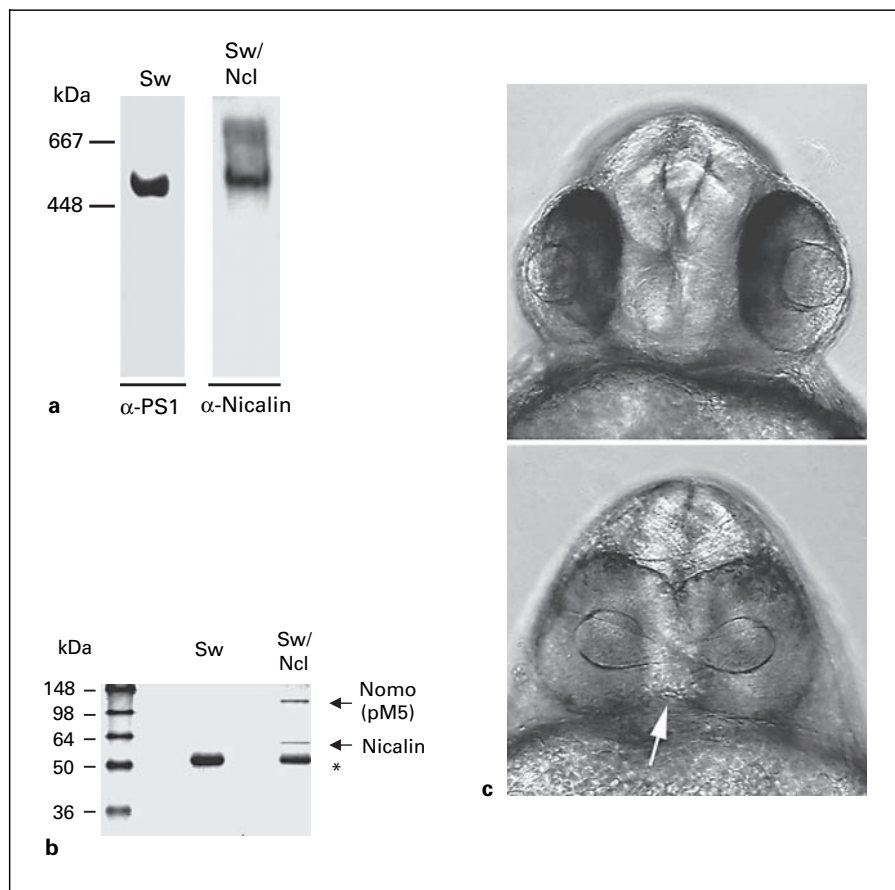 Sw
Sw/
Ncl
kDa
667
448
α-PS1
α-Nicalin
a
kDa
Sw
Sw/
Ncl
148
98
64
50
36
Nomo
(pM5)
Nicalin
*
b
c